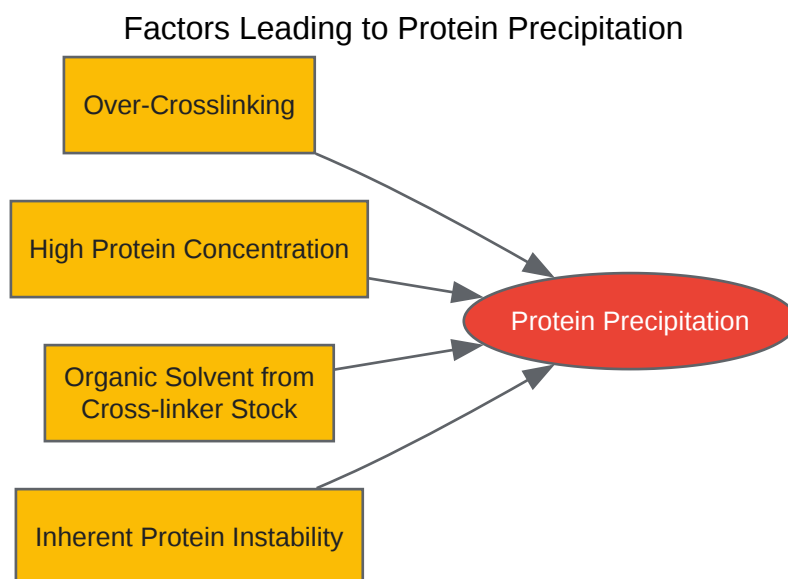 Factors Leading to Protein Precipitation
Over-Crosslinking
High Protein Concentration
Protein Precipitation
Organic Solvent from
Cross-linker Stock
Inherent Protein Instability